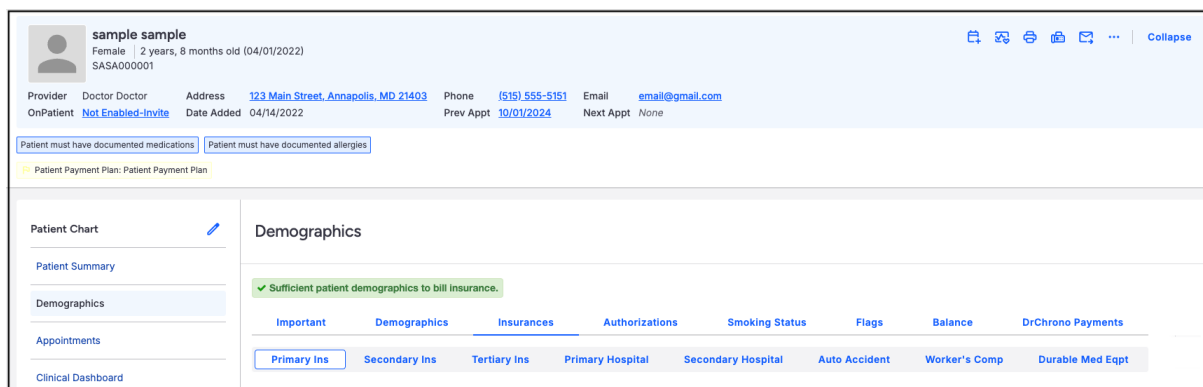 sample sample
Female 2 years, 8 months old (04/01/2022)
SASA000001
Collapse
Provider Doctor Doctor Address 123 Main Street, Annapolis, MD 21403 Phone (515) 555-5151 Email email@gmail.com
OnPatient Not Enabled-Invite Date Added 04/14/2022 Prev Appt 10/01/2024 Next Appt None
Patient must have documented medications Patient must have documented allergies
Patient Payment Plan: Patient Payment Plan
Patient Chart
Patient Summary
Demographics
Appointments
Clinical Dashboard
Demographics
Sufficient patient demographics to bill insurance.
Important Demographics Insurances Authorizations Smoking Status Flags Balance DrChrono Payments
Primary Ins Secondary Ins Tertiary Ins Primary Hospital Secondary Hospital Auto Accident Worker's Comp Durable Med Eqpt